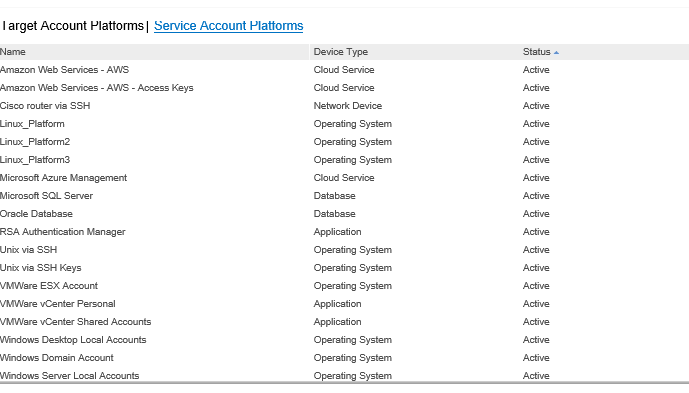 Target Account Platforms | Service Account Platforms
Name Device Type Status
Amazon Web Services - AWS Cloud Service Active
Amazon Web Services - AWS - Access Keys Cloud Service Active
Cisco router via SSH Network Device Active
Linux_Platform Operating System Active
Linux_Platform2 Operating System Active
Linux_Platform3 Operating System Active
Microsoft Azure Management Cloud Service Active
Microsoft SQL Server Database Active
Oracle Database Database Active
RSA Authentication Manager Application Active
Unix via SSH Operating System Active
Unix via SSH Keys Operating System Active
VMWare ESX Account Operating System Active
VMWare vCenter Personal Application Active
VMWare vCenter Shared Accounts Application Active
Windows Desktop Local Accounts Operating System Active
Windows Domain Account Operating System Active
Windows Server Local Accounts Operating System Active